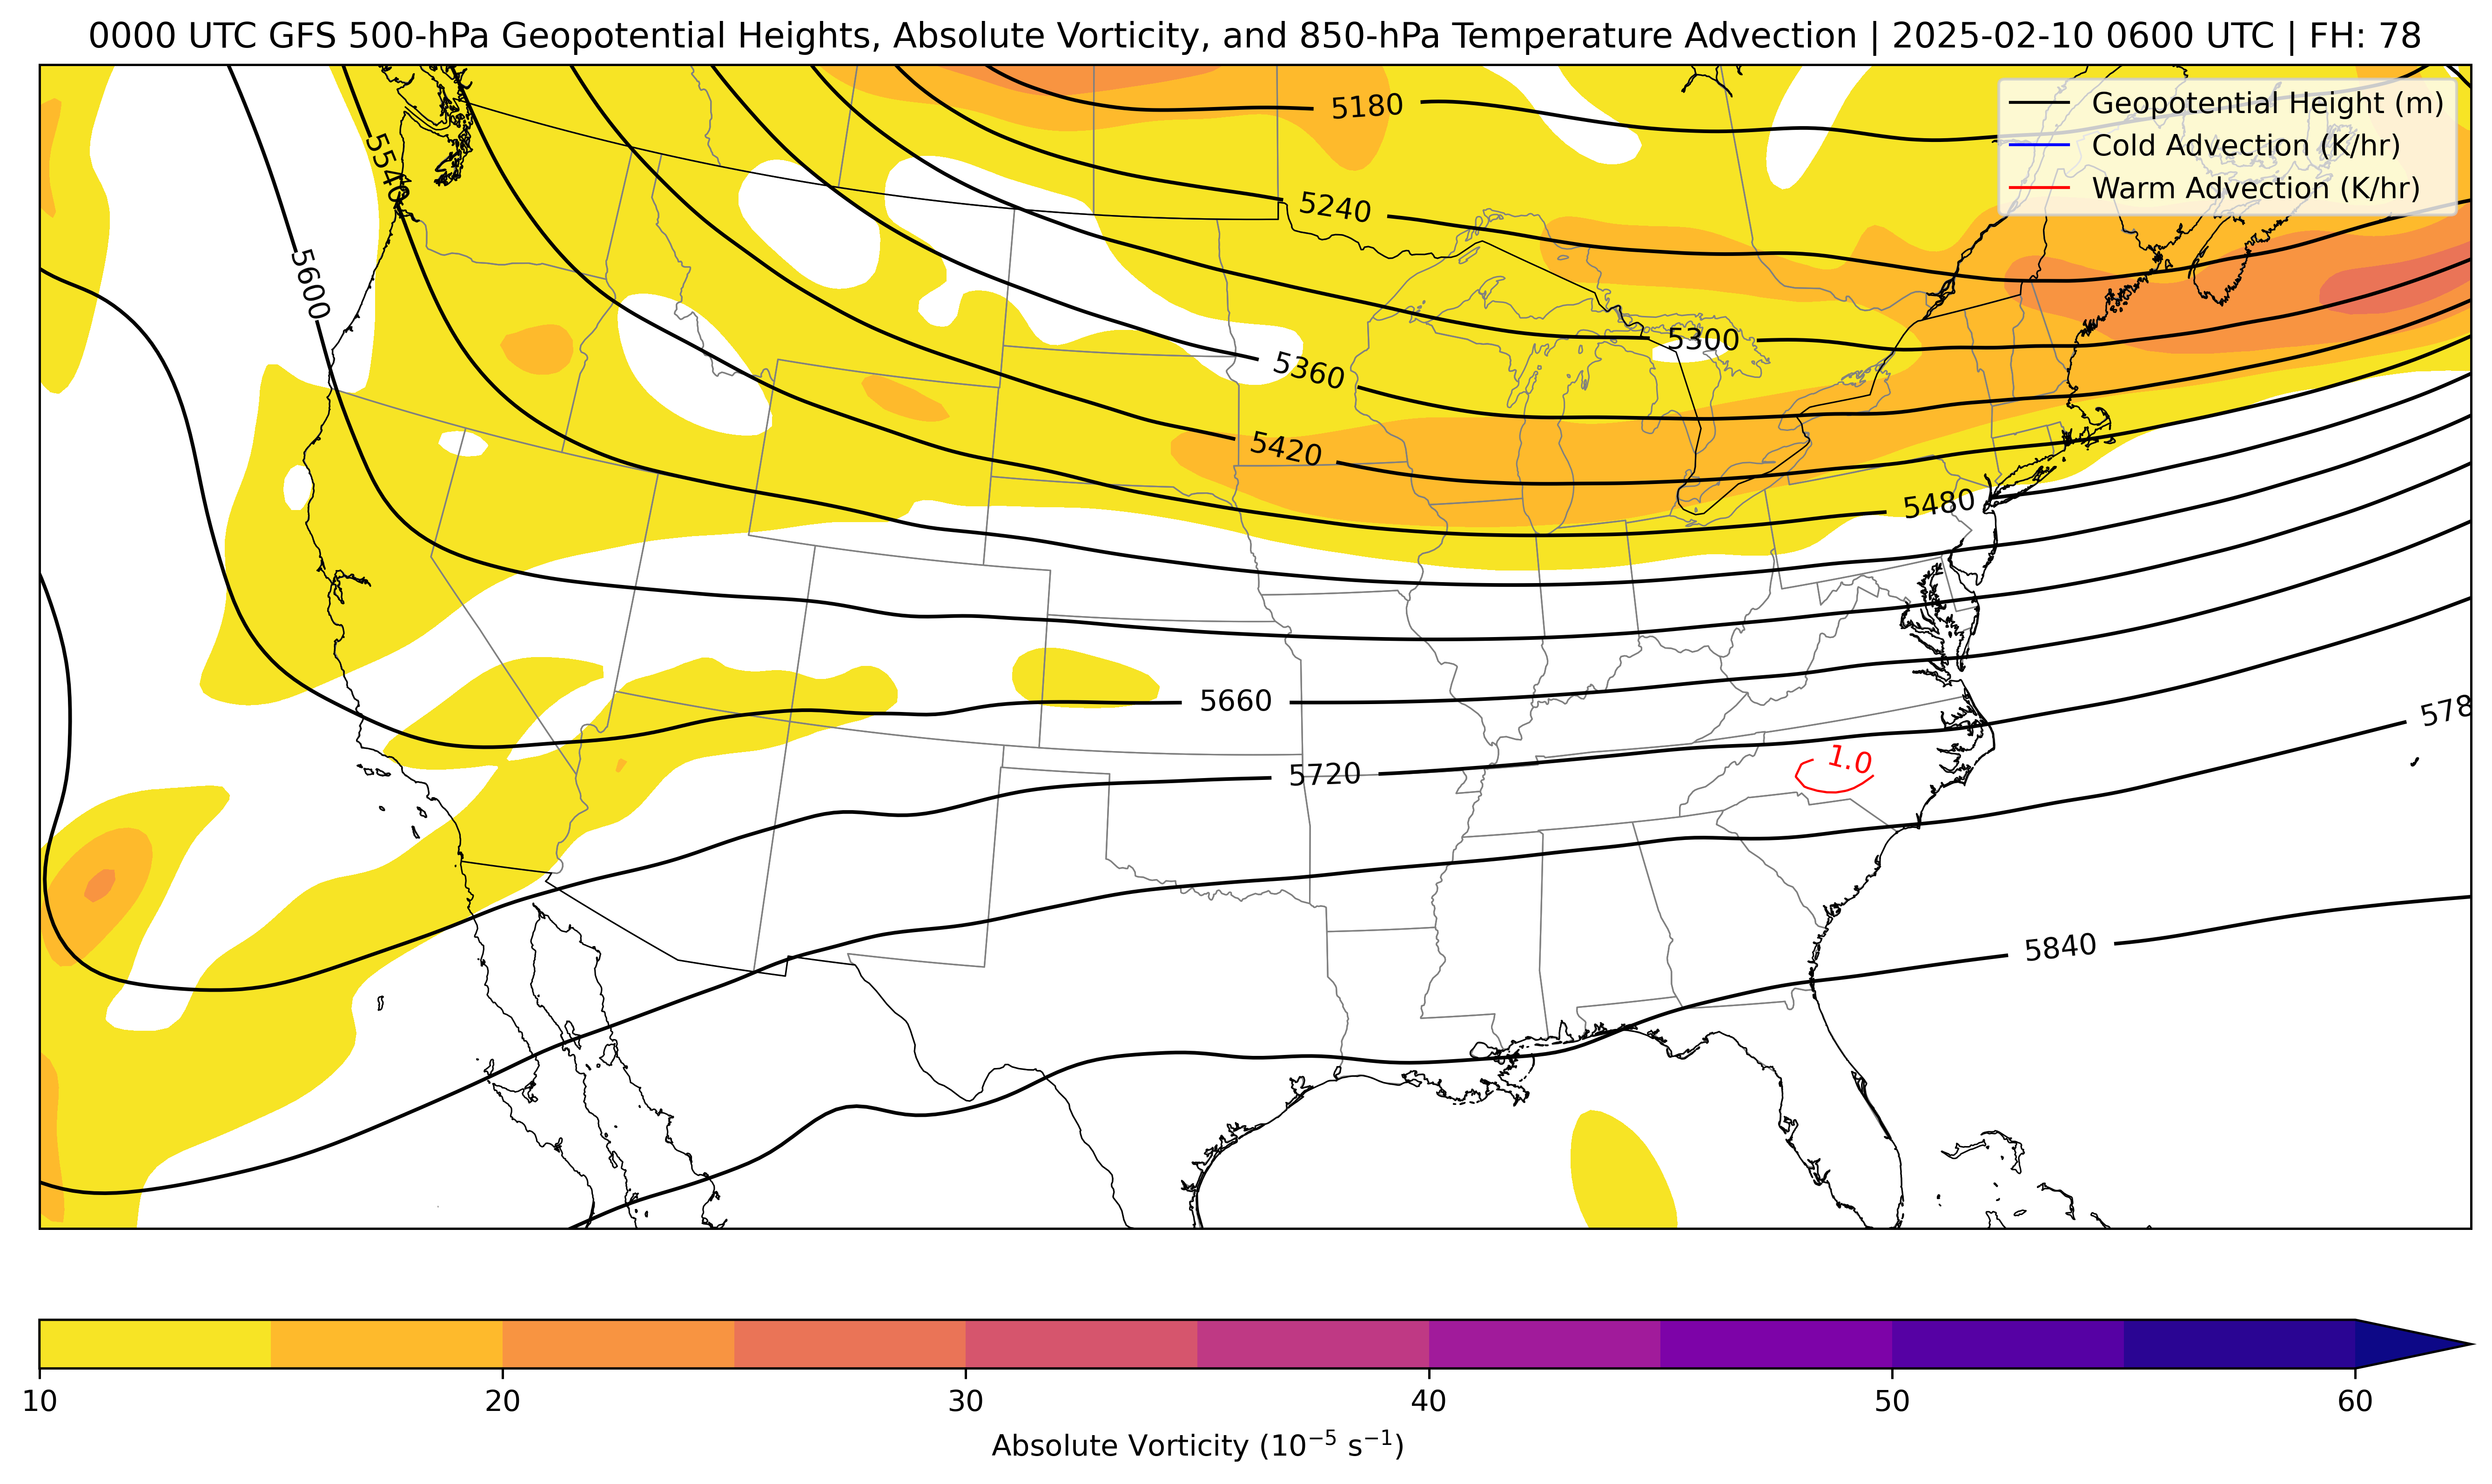 0000 UTC GFS 500-hPa Geopotential Heights, Absolute Vorticity, and 850-hPa Temperature Advection | 2025-02-10 0600 UTC | FH: 78
Geopotential Height (m)
Cold Advection (K/hr)
Warm Advection (K/hr)
5180
5540
5240
5600
5300
5360
5420
5480
5660
578
5720
1.0
5840
10 20 30 40 50 60
Absolute Vorticity (10⁻⁵ s⁻¹)